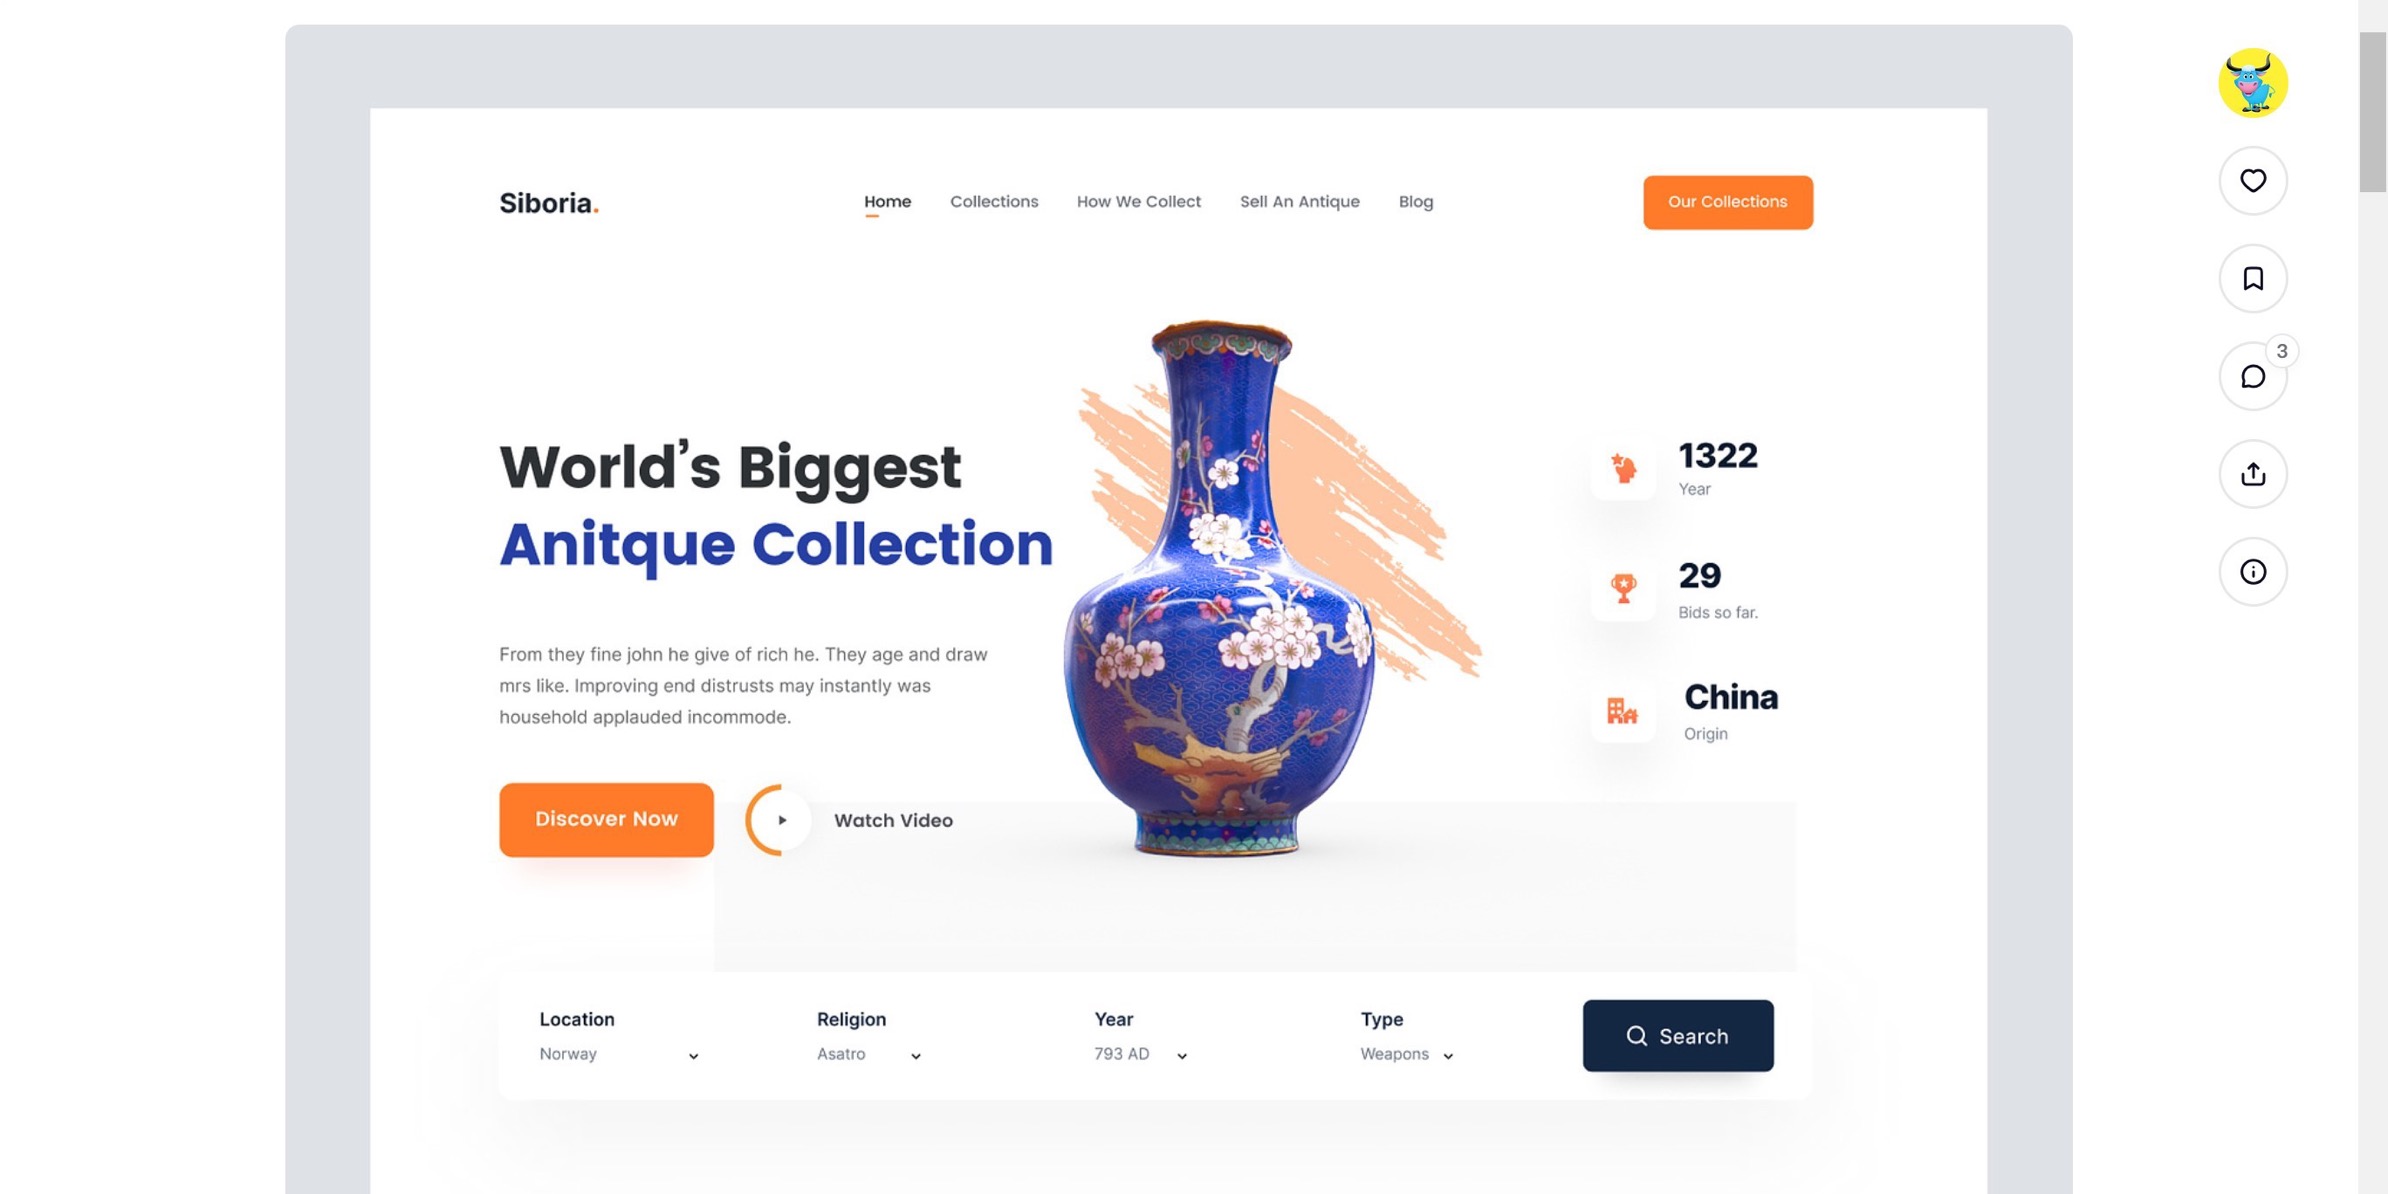 Siboria.
Home Collections How We Collect Sell An Antique Blog
Our Collections
3
World’s Biggest
Anitque Collection
From they fine john he give of rich he. They age and draw
mrs like. Improving end distrusts may instantly was
household applauded incommode.
Discover Now
Watch Video
1322
Year
29
Bids so far.
China
Origin
Location
Norway
Religion
Asatro
Year
793 AD
Type
Weapons
Search